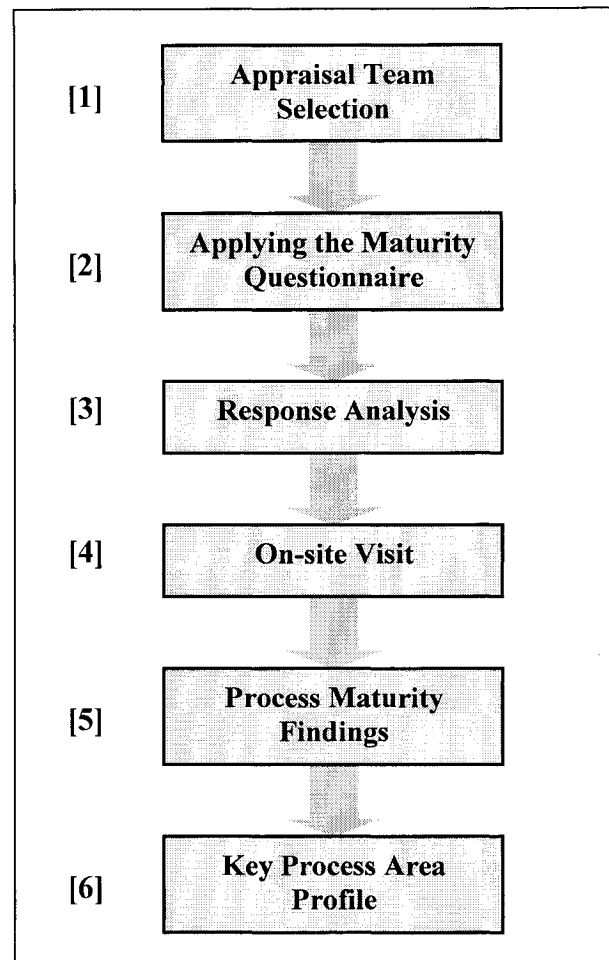 [1]
Appraisal Team
Selection
[2]
Applying the Maturity
Questionnaire
[3]
Response Analysis
[4]
On-site Visit
[5]
Process Maturity
Findings
[6]
Key Process Area
Profile